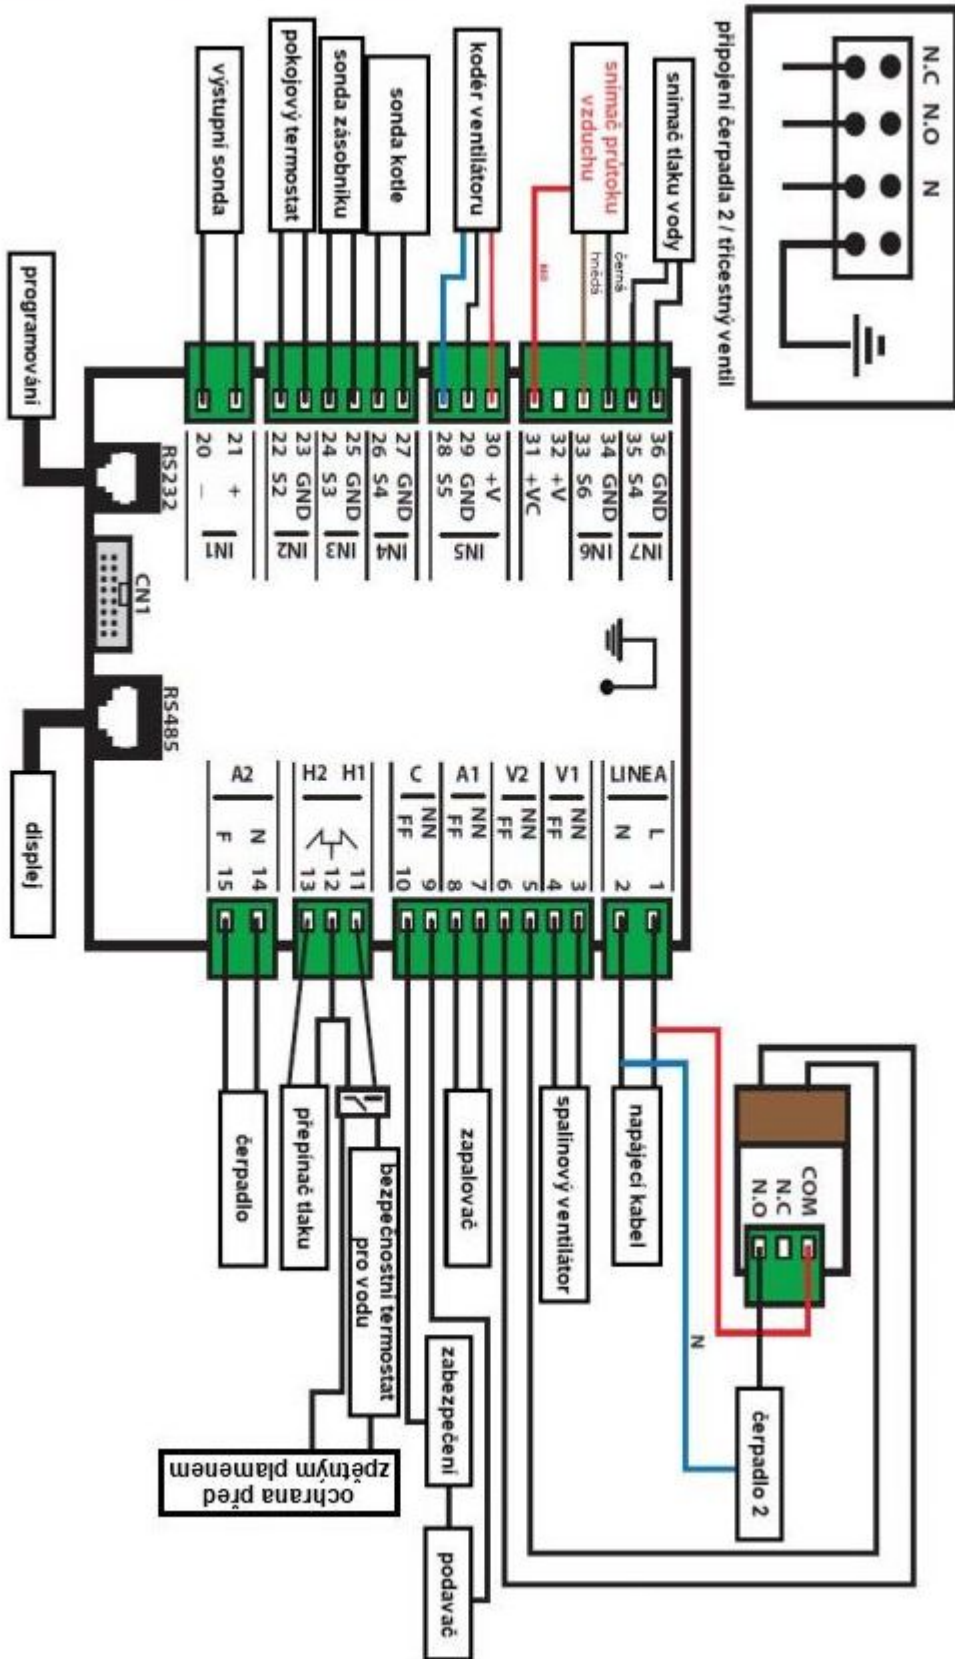 N.C N.O N
připojení čerpadla 2 / třícestný ventil
snímač tlaku vody
snímač průtoku
vzduchu
kodér ventilátoru
sonda kotle
sonda zásobníku
pokojový termostat
výstupní sonda
programování
černá
hnědá
RED
36 GND
35 S4
IN7
34 GND
33 S6
IN6
32 +V
31 +VC
30 +V
29 GND
28 S5
IN5
27 GND
26 S4
IN4
25 GND
24 S3
IN3
23 GND
22 S2
IN2
21 +
20 –
IN1
RS232
CN1
RS485
displej
LINEA
L 1
N 2
V1
NN 3
FF 4
V2
NN 5
FF 6
A1
NN 7
FF 8
C
NN 9
FF 10
H2 H1
11
12
13
A2
N 14
F 15
COM
N.C
N.O
N
napájecí kabel
čerpadlo 2
spalinový ventilátor
zapalovač
bezpečnostní termostat
pro vodu
přepínač tlaku
čerpadlo
zabezpečení
podavač
ochrana před
zpětným plamenem